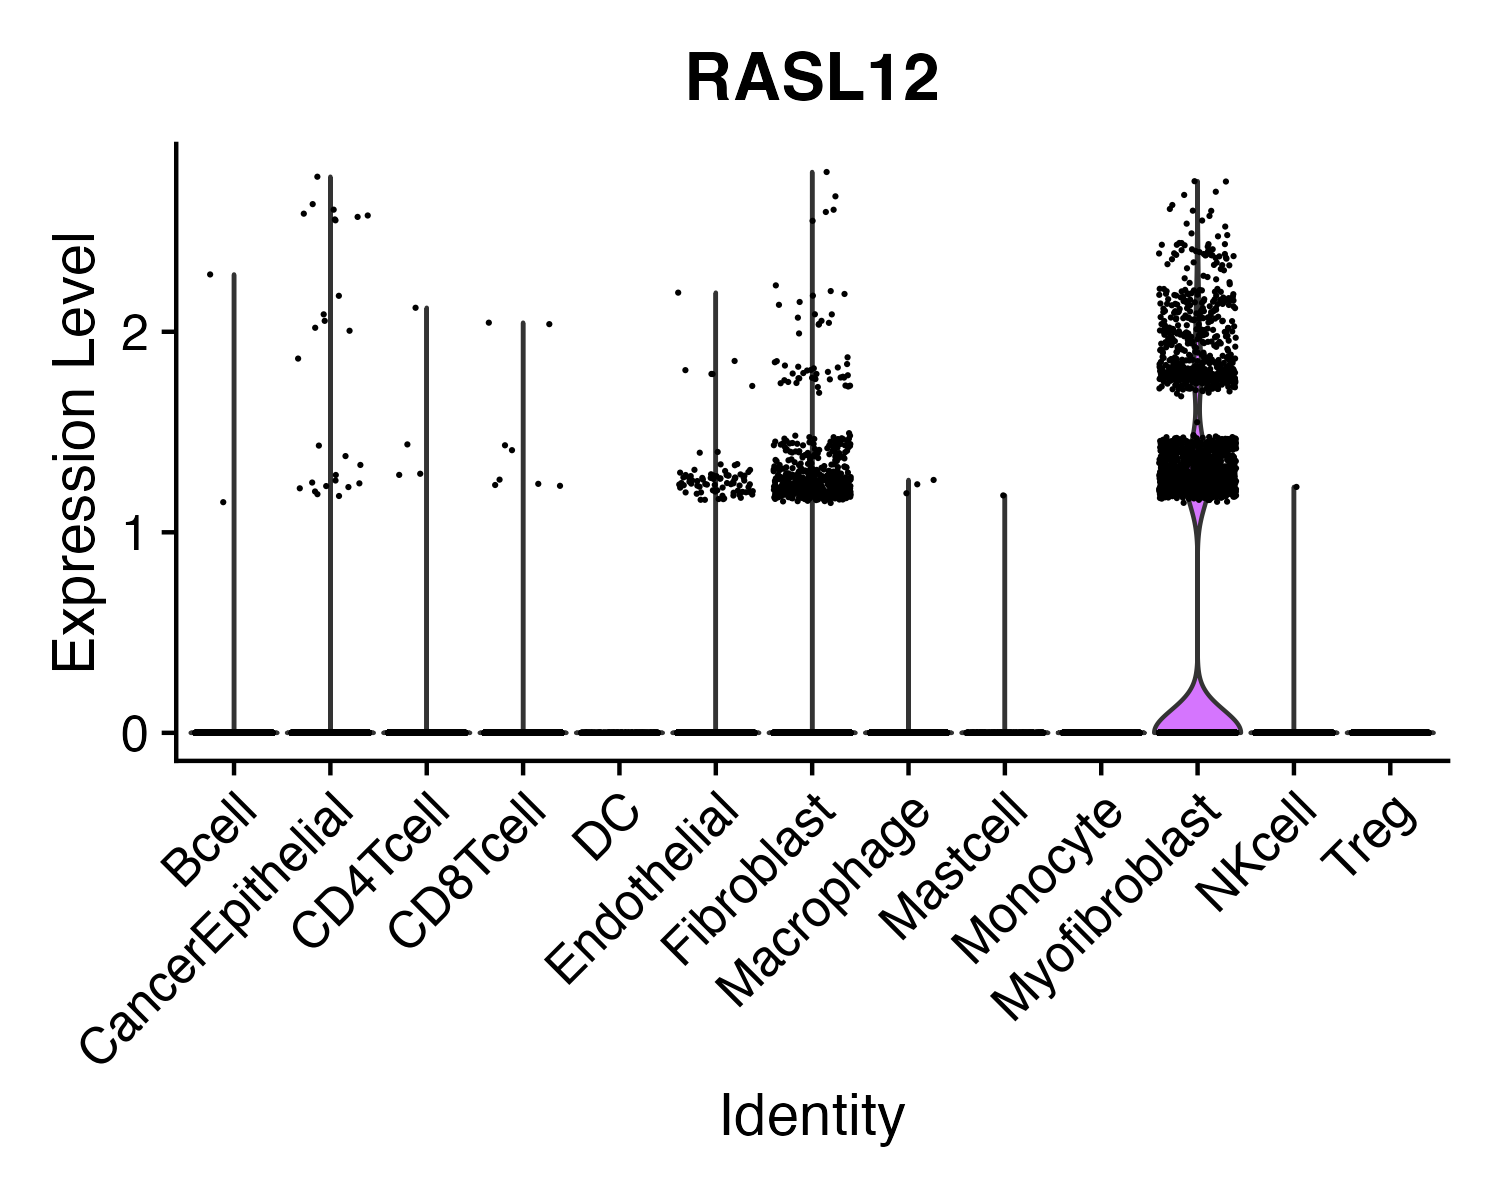 RASL12
Expression Level
2
1
0
Bcell
CancerEpithelial
CD4Tcell
CD8Tcell
DC
Endothelial
Fibroblast
Macrophage
Mastcell
Monocyte
Myofibroblast
NKcell
Treg
Identity